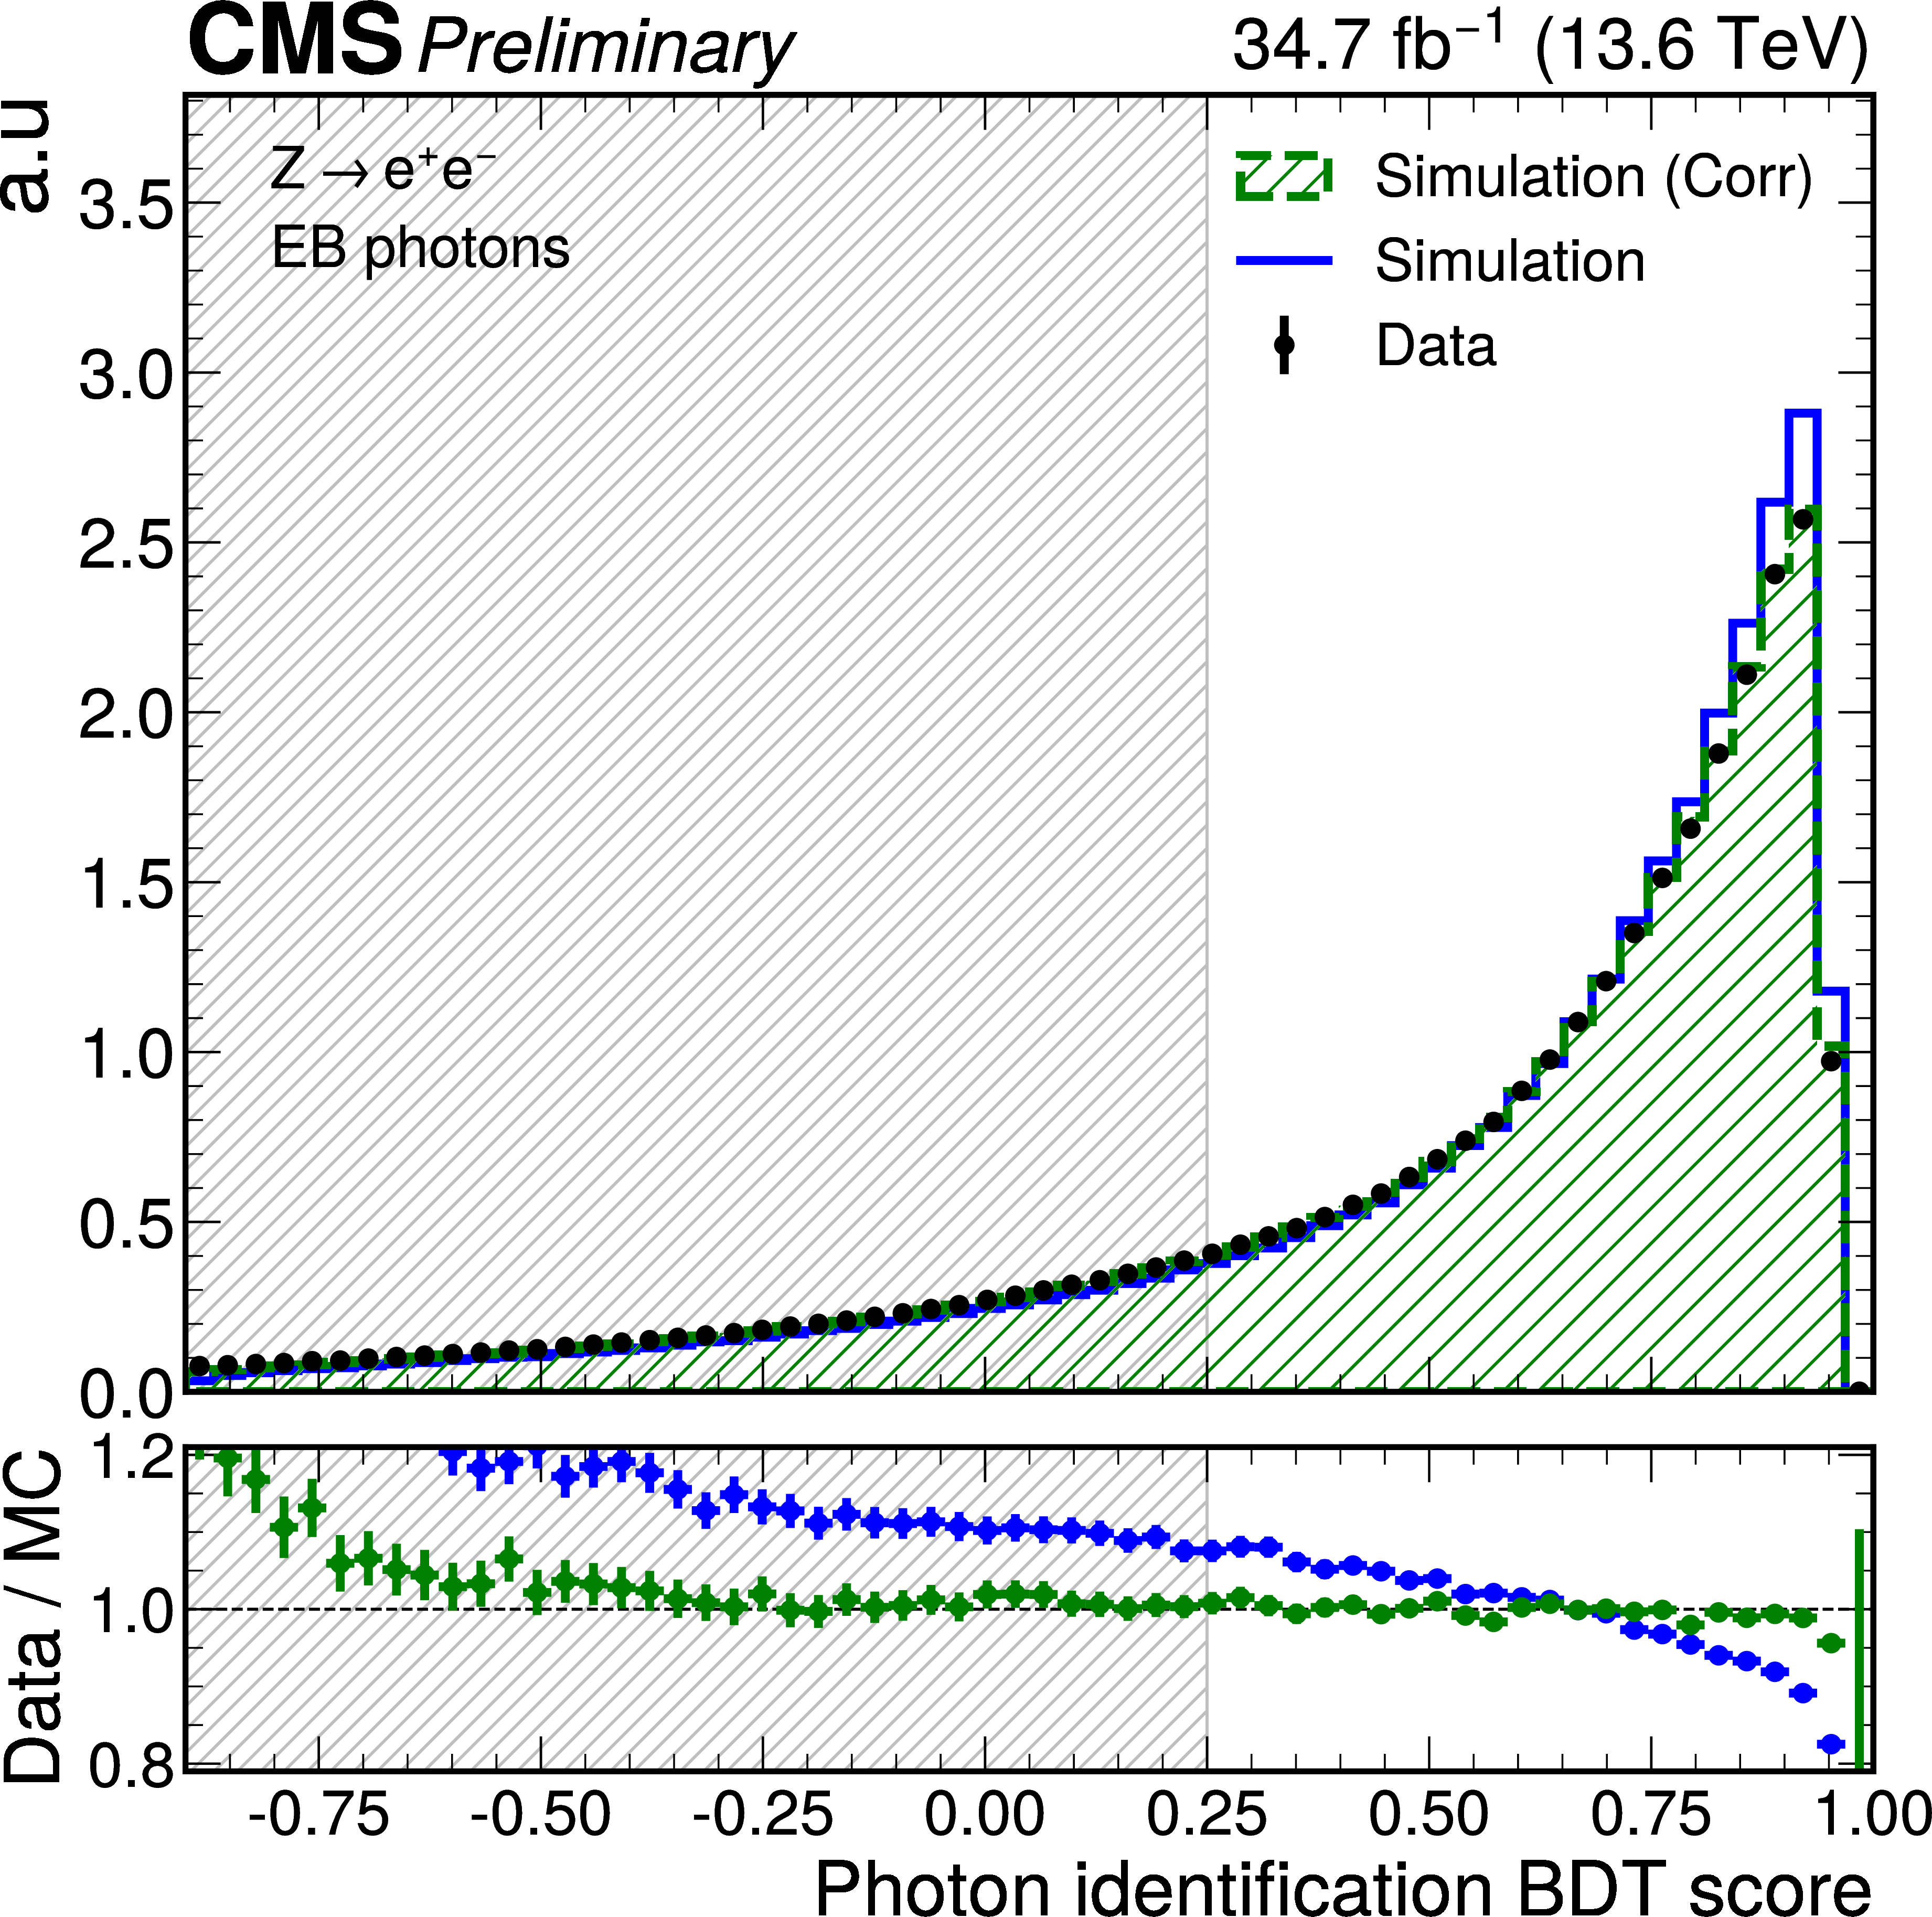 CMS Preliminary 34.7 fb⁻¹ (13.6 TeV)
a.u
Z → e⁺e⁻
EB photons
Simulation (Corr)
Simulation
Data
3.5
3.0
2.5
2.0
1.5
1.0
0.5
0.0
Data / MC
1.2
1.0
0.8
-0.75 -0.50 -0.25 0.00 0.25 0.50 0.75 1.00
Photon identification BDT score